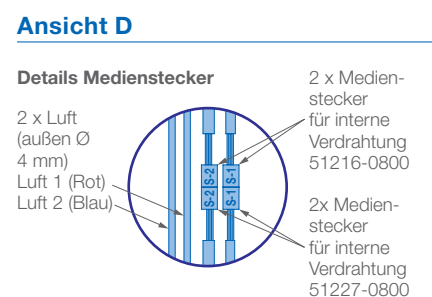 Ansicht D
Details Medienstecker
2 x Luft
(außen Ø
4 mm)
Luft 1 (Rot)
Luft 2 (Blau)
S-2 S-2
S-1 S-1
2 x Medien-
stecker
für interne
Verdrahtung
51216-0800
2x Medien-
stecker
für interne
Verdrahtung
51227-0800